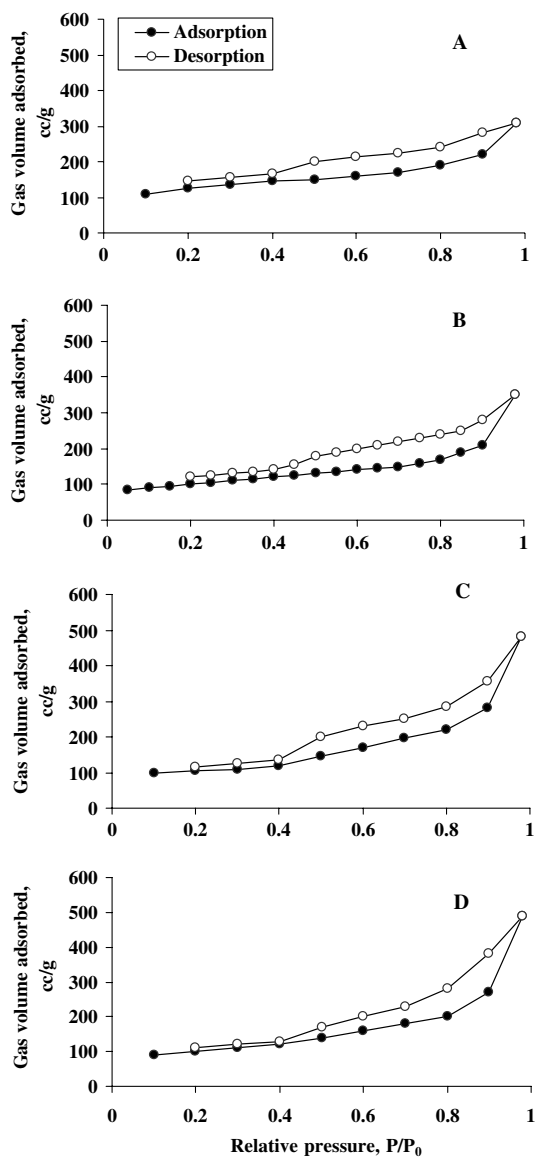 600
500
400
300
200
100
0
Adsorption
Desorption
A
Gas volume adsorbed,
cc/g
0 0.2 0.4 0.6 0.8 1
600
500
400
300
200
100
0
B
Gas volume adsorbed,
cc/g
0 0.2 0.4 0.6 0.8 1
600
500
400
300
200
100
0
C
Gas volume adsorbed,
cc/g
0 0.2 0.4 0.6 0.8 1
600
500
400
300
200
100
0
D
Gas volume adsorbed,
cc/g
0 0.2 0.4 0.6 0.8 1
Relative pressure, P/P₀